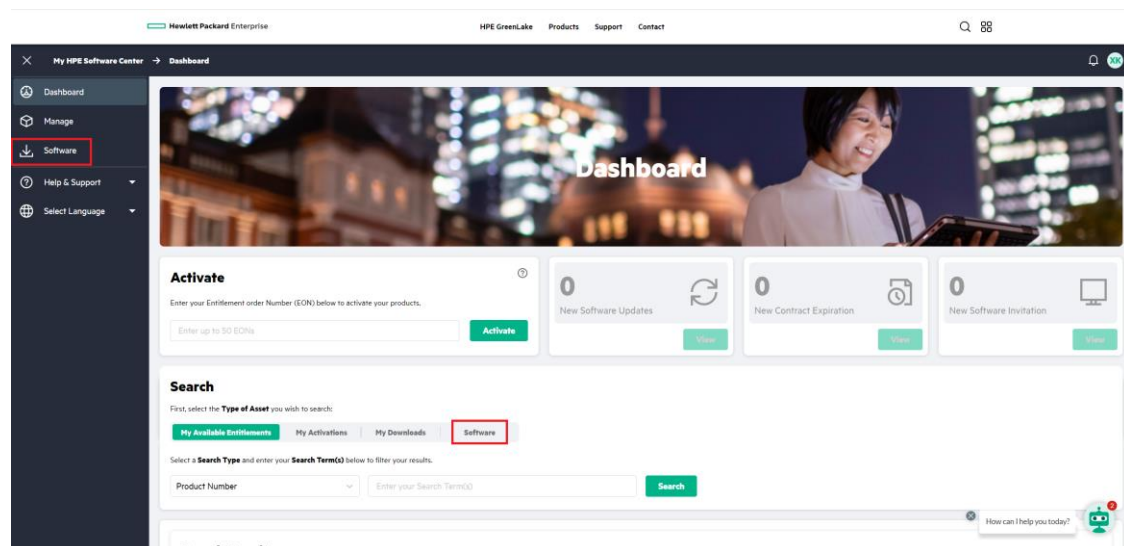 Hewlett Packard Enterprise
HPE GreenLake Products Support Contact
My HPE Software Center → Dashboard
XK
Dashboard
Manage
Software
Help & Support
Select Language
Dashboard
Activate
Enter your Entitlement order Number (EON) below to activate your products.
Enter up to 50 EONs
Activate
0
New Software Updates
View
0
New Contract Expiration
View
0
New Software Invitation
View
Search
First, select the Type of Asset you wish to search:
My Available Entitlements My Activations My Downloads Software
Select a Search Type and enter your Search Term(s) below to filter your results.
Product Number
Enter your Search Term(s)
Search
How can I help you today?
2